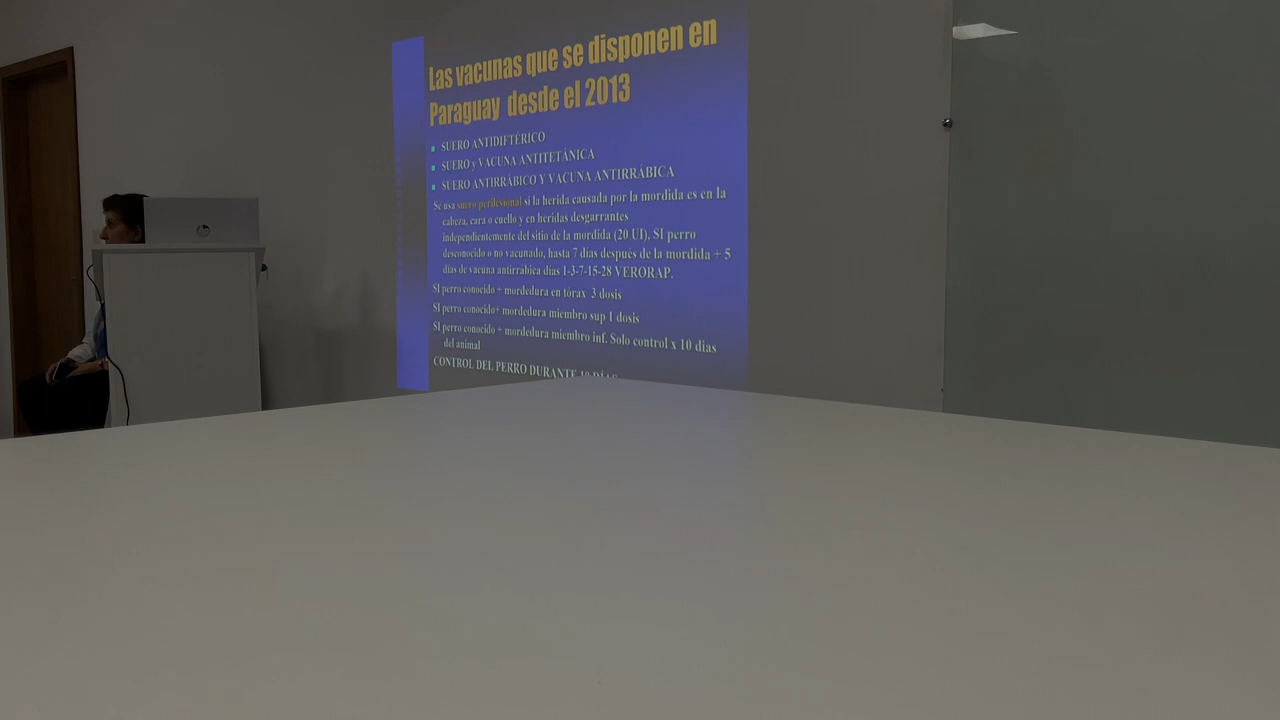 Las vacunas que se disponen en
Paraguay desde el 2013
SUERO ANTIDIFTÉRICO
SUERO y VACUNA ANTITETÁNICA
SUERO ANTIRRÁBICO Y VACUNA ANTIRRÁBICA
Se usa suero perilesional si la herida causada por la mordida es en la
cabeza, cara o cuello y en heridas desgarrantes
independientemente del sitio de la mordida (20 UI), SI perro
desconocido o no vacunado, hasta 7 días después de la mordida + 5
días de vacuna antirrábica días 1-3-7-15-28 VERORAP.
SI perro conocido + mordedura en tórax 3 dosis
SI perro conocido+ mordedura miembro sup 1 dosis
SI perro conocido + mordedura miembro inf. Solo control x 10 días
del animal
CONTROL DEL PERRO DURANTE 10 DÍAS